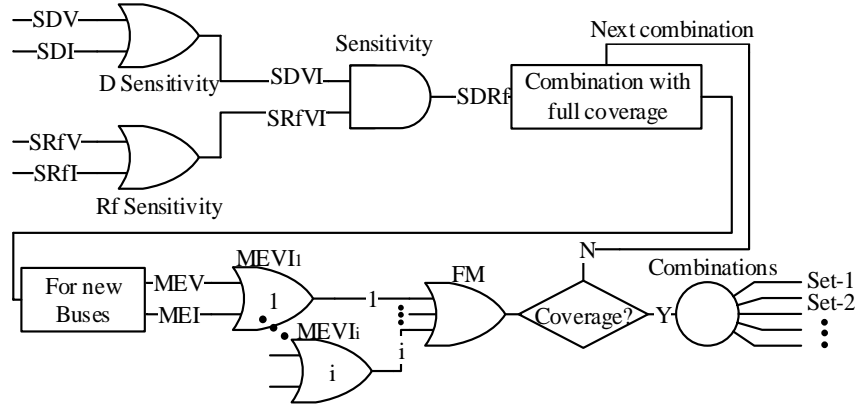 SDV
SDI
D Sensitivity
SRfV
SRfI
Rf Sensitivity
SDVI
SRfVI
Sensitivity
SDRf
Next combination
Combination with
full coverage
For new
Buses
MEV
MEI
MEVI1
1
MEVIi
i
1
i
FM
N
Coverage?
Y
Combinations
Set-1
Set-2